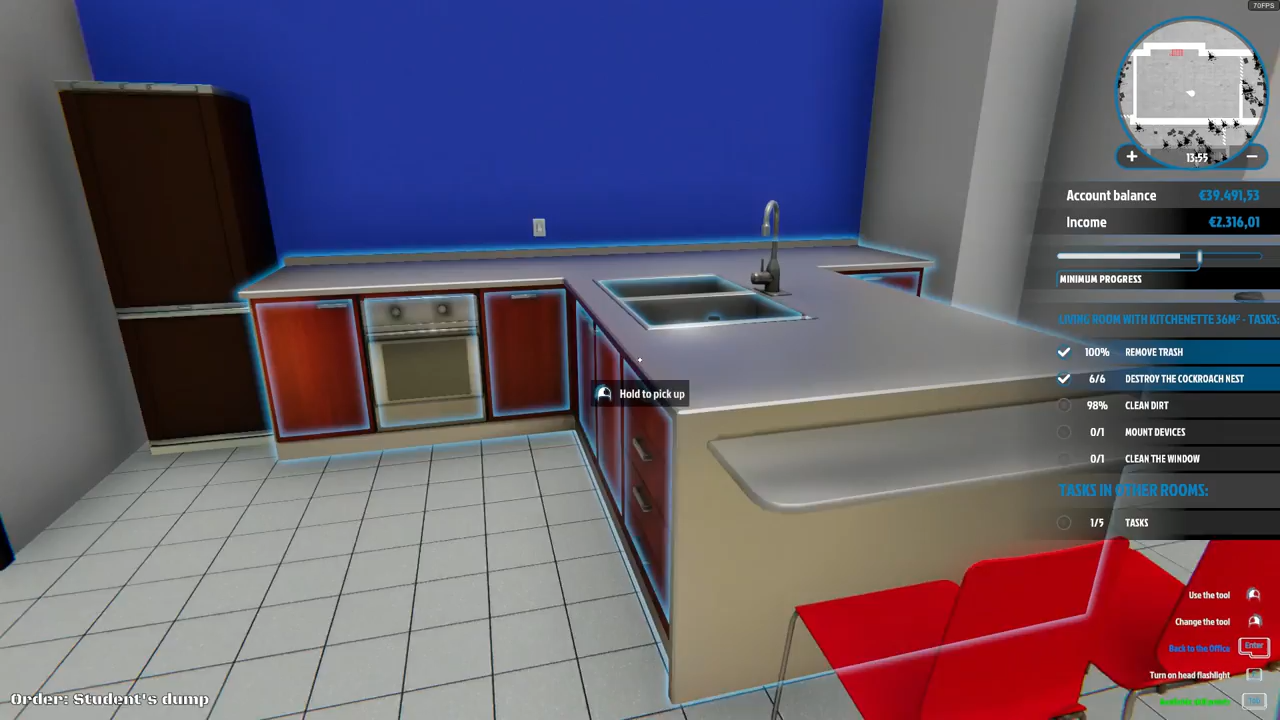 70FPS
13:55
Account balance €39.491,53
Income €2.316,01
MINIMUM PROGRESS
LIVING ROOM WITH KITCHENETTE 36M² - TASKS:
100% REMOVE TRASH
6/6 DESTROY THE COCKROACH NEST
98% CLEAN DIRT
0/1 MOUNT DEVICES
0/1 CLEAN THE WINDOW
TASKS IN OTHER ROOMS:
1/5 TASKS
Hold to pick up
Use the tool
Change the tool
Back to the Office Enter
Turn on head flashlight
Order: Student's dump